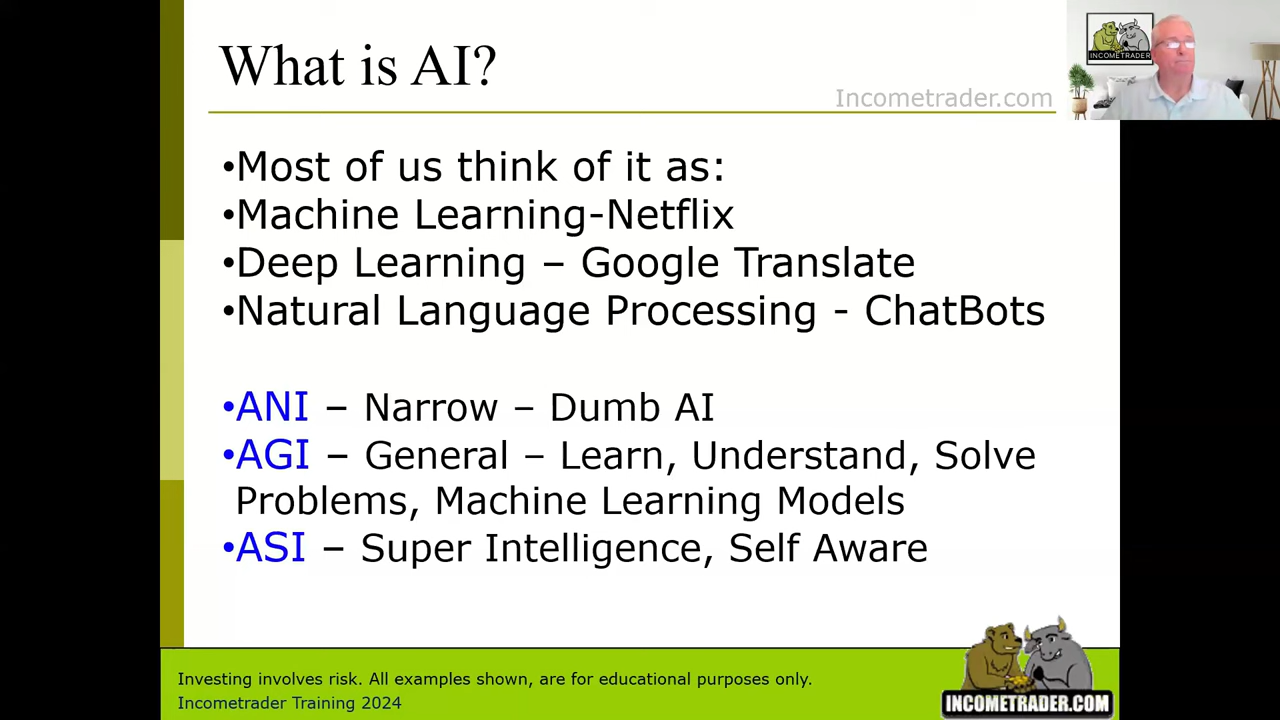 What is AI?
Incometrader.com
INCOMETRADER
•Most of us think of it as:
•Machine Learning-Netflix
•Deep Learning – Google Translate
•Natural Language Processing - ChatBots
•ANI – Narrow – Dumb AI
•AGI – General – Learn, Understand, Solve
Problems, Machine Learning Models
•ASI – Super Intelligence, Self Aware
Investing involves risk. All examples shown, are for educational purposes only.
Incometrader Training 2024
INCOMETRADER.COM